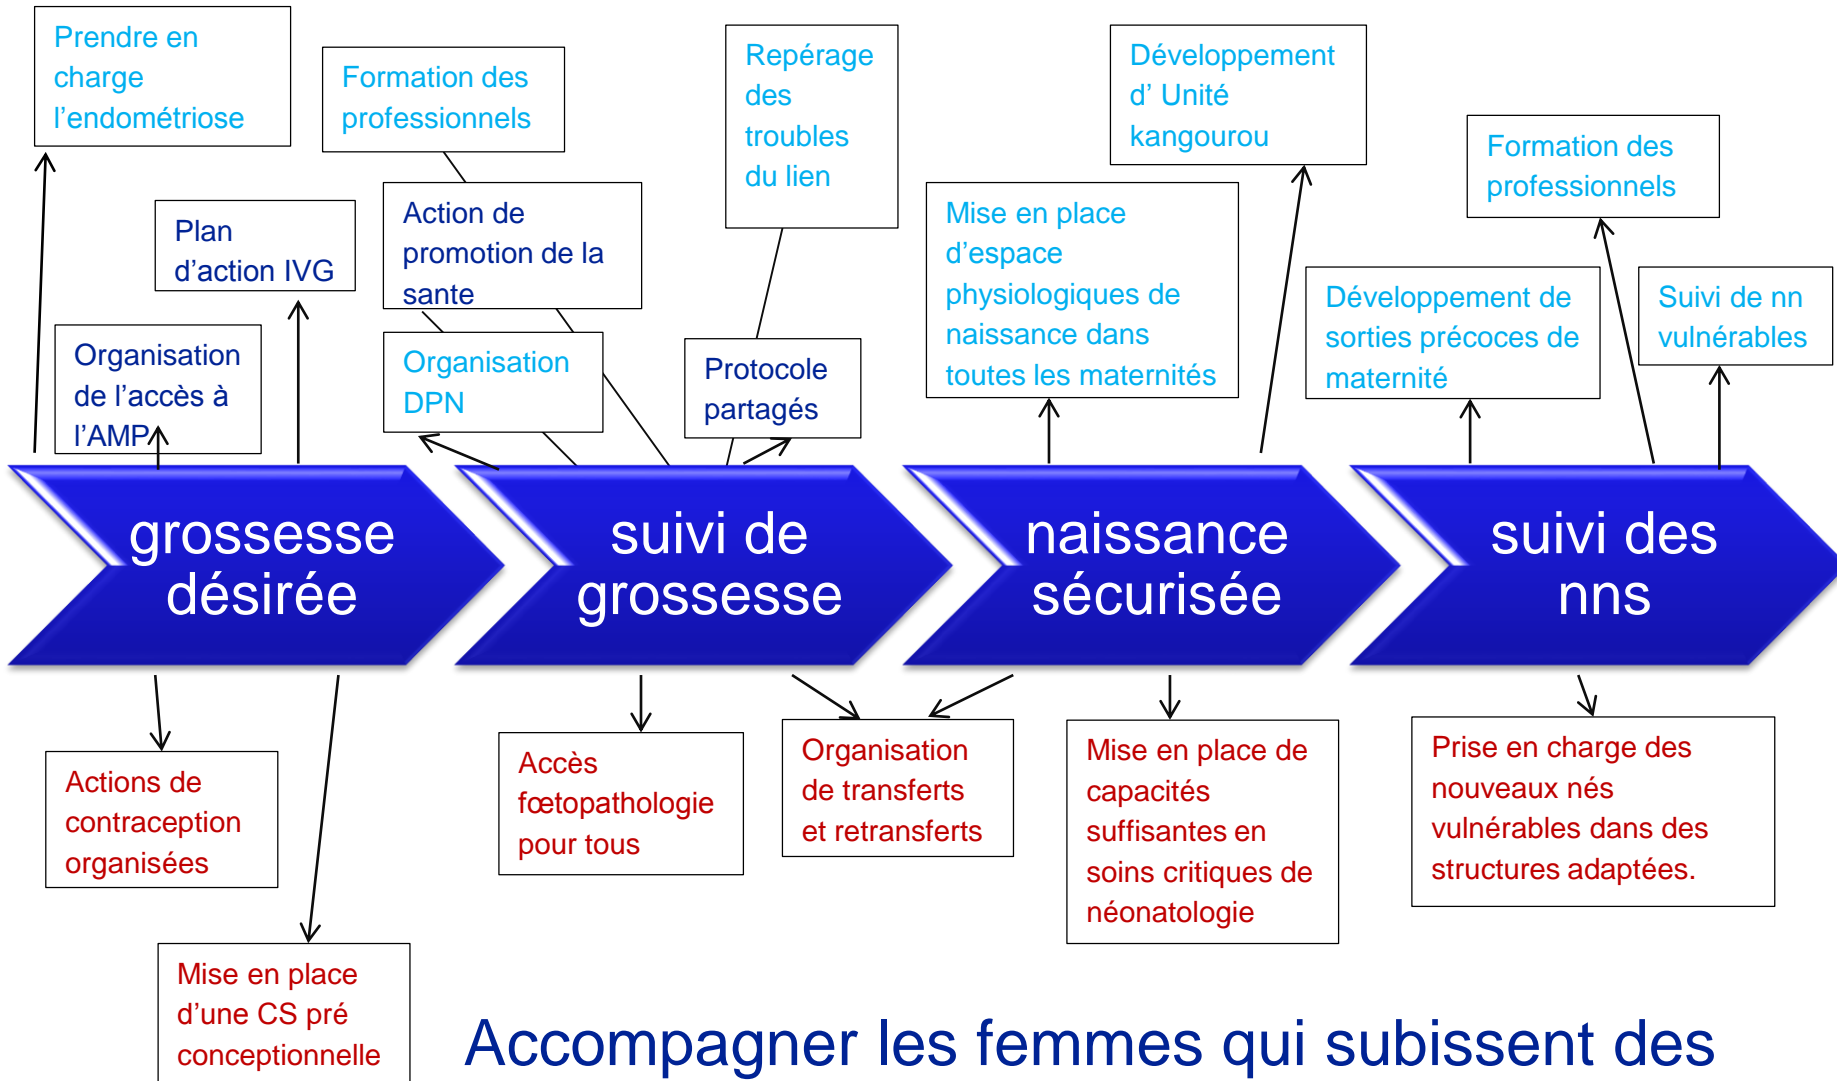 Prendre en
charge
l’endométriose
Formation des
professionnels
Repérage
des
troubles
du lien
Développement
d’ Unité
kangourou
Formation des
professionnels
Plan
d’action IVG
Action de
promotion de la
sante
Mise en place
d’espace
physiologiques de
naissance dans
toutes les maternités
Développement de
sorties précoces de
maternité
Suivi de nn
vulnérables
Organisation
de l’accès à
l’AMP
Organisation
DPN
Protocole
partagés
grossesse
désirée
suivi de
grossesse
naissance
sécurisée
suivi des
nns
Actions de
contraception
organisées
Accès
fœtopathologie
pour tous
Organisation
de transferts
et retransferts
Mise en place de
capacités
suffisantes en
soins critiques de
néonatologie
Prise en charge des
nouveaux nés
vulnérables dans des
structures adaptées.
Mise en place
d’une CS pré
conceptionnelle
Accompagner les femmes qui subissent des